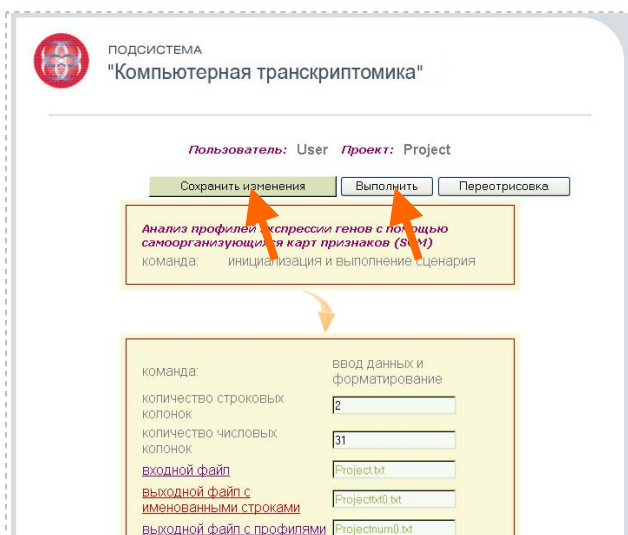 ПОДСИСТЕМА
"Компьютерная транскриптомика"
Пользователь: User Проект: Project
Сохранить изменения Выполнить Переотрисовка
Анализ профилей экспрессии генов с помощью
самоорганизующихся карт признаков (SOM)
команда: инициализация и выполнение сценария
команда: ввод данных и
форматирование
количество строковых
колонок 2
количество числовых
колонок 31
входной файл Project.txt
выходной файл с
именованными строками Projecttxt0.txt
выходной файл с профилями Projectnum0.txt